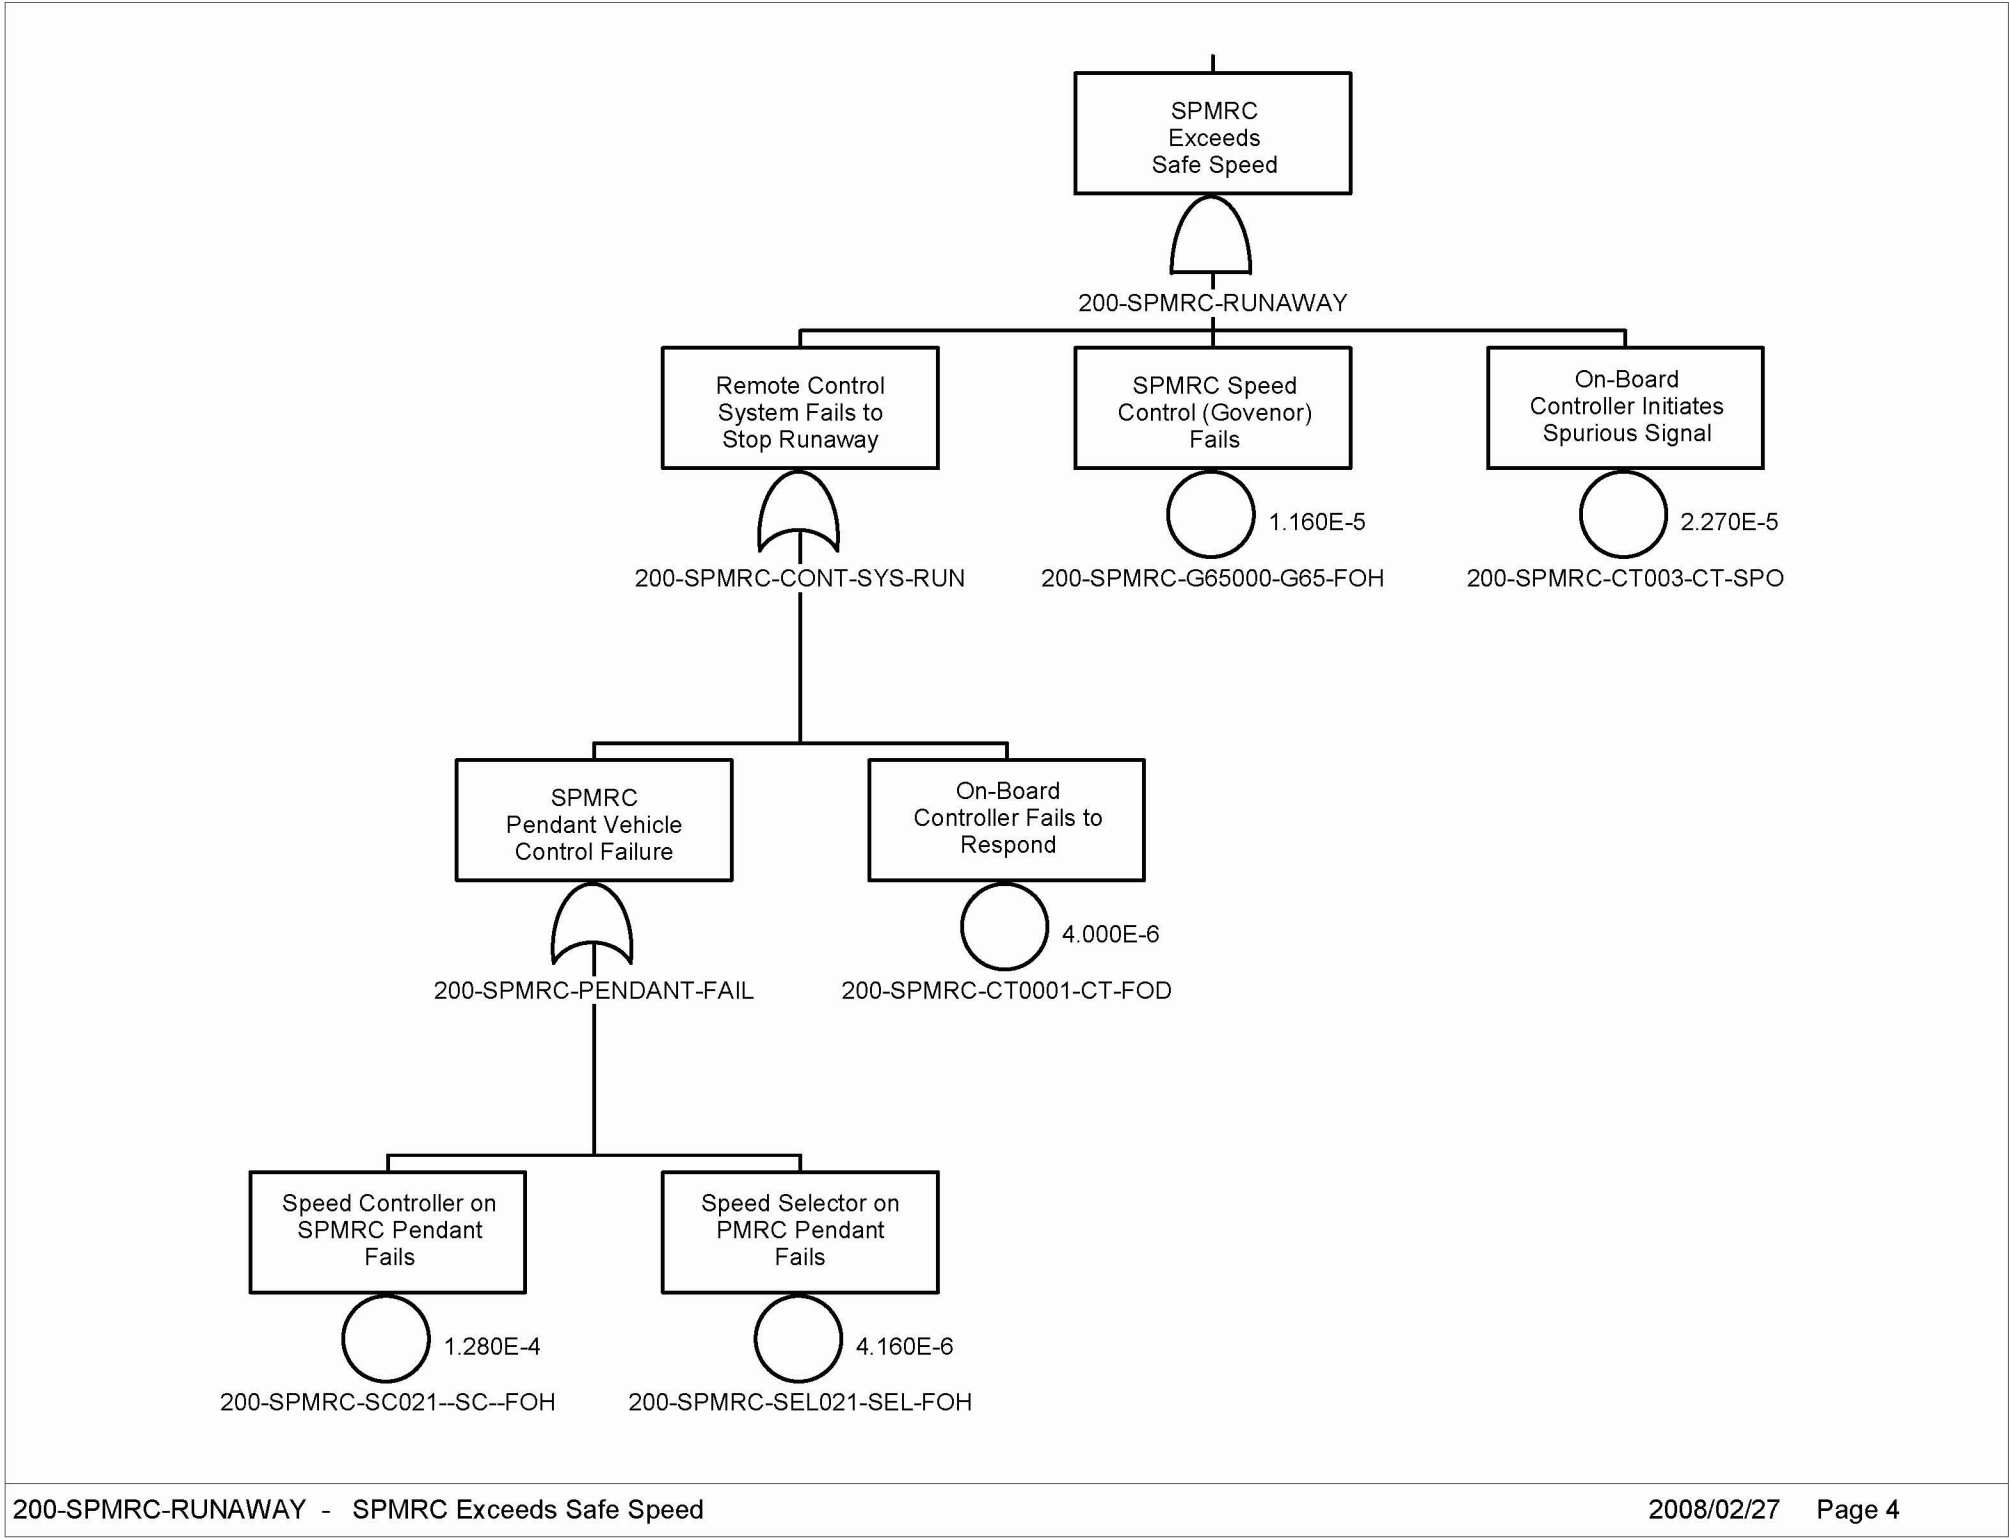 SPMRC
Exceeds
Safe Speed
200-SPMRC-RUNAWAY
Remote Control
System Fails to
Stop Runaway
200-SPMRC-CONT-SYS-RUN
SPMRC Speed
Control (Govenor)
Fails
1.160E-5
200-SPMRC-G65000-G65-FOH
On-Board
Controller Initiates
Spurious Signal
2.270E-5
200-SPMRC-CT003-CT-SPO
SPMRC
Pendant Vehicle
Control Failure
200-SPMRC-PENDANT-FAIL
On-Board
Controller Fails to
Respond
4.000E-6
200-SPMRC-CT0001-CT-FOD
Speed Controller on
SPMRC Pendant
Fails
1.280E-4
200-SPMRC-SC021--SC--FOH
Speed Selector on
PMRC Pendant
Fails
4.160E-6
200-SPMRC-SEL021-SEL-FOH
200-SPMRC-RUNAWAY - SPMRC Exceeds Safe Speed
2008/02/27 Page 4